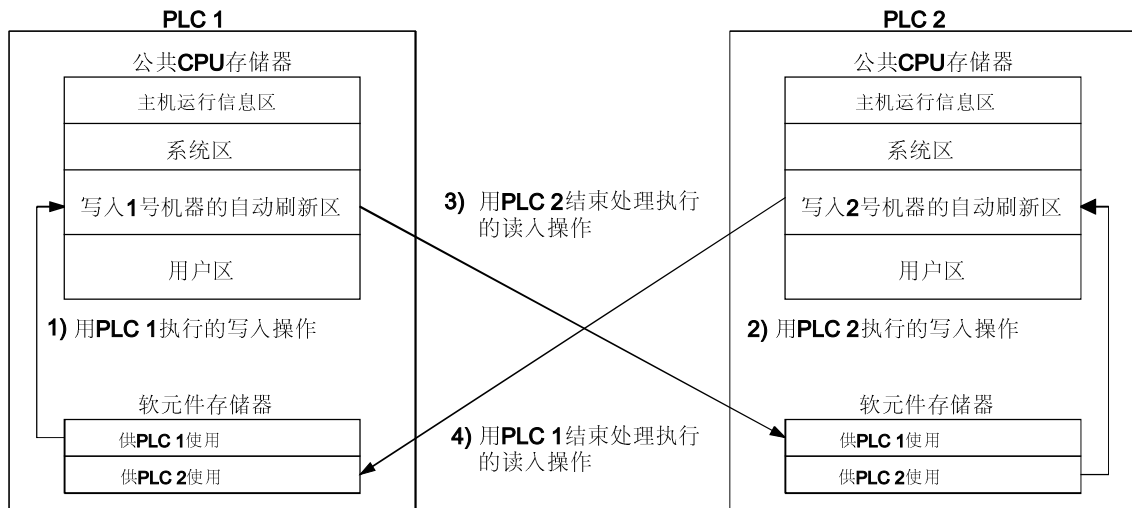 PLC 1
公共CPU存储器
主机运行信息区
系统区
写入1号机器的自动刷新区
用户区
1) 用PLC 1执行的写入操作
软元件存储器
供PLC 1使用
供PLC 2使用
3) 用PLC 2结束处理执行
的读入操作
4) 用PLC 1结束处理执行
的读入操作
PLC 2
公共CPU存储器
主机运行信息区
系统区
写入2号机器的自动刷新区
用户区
2) 用PLC 2执行的写入操作
软元件存储器
供PLC 1使用
供PLC 2使用